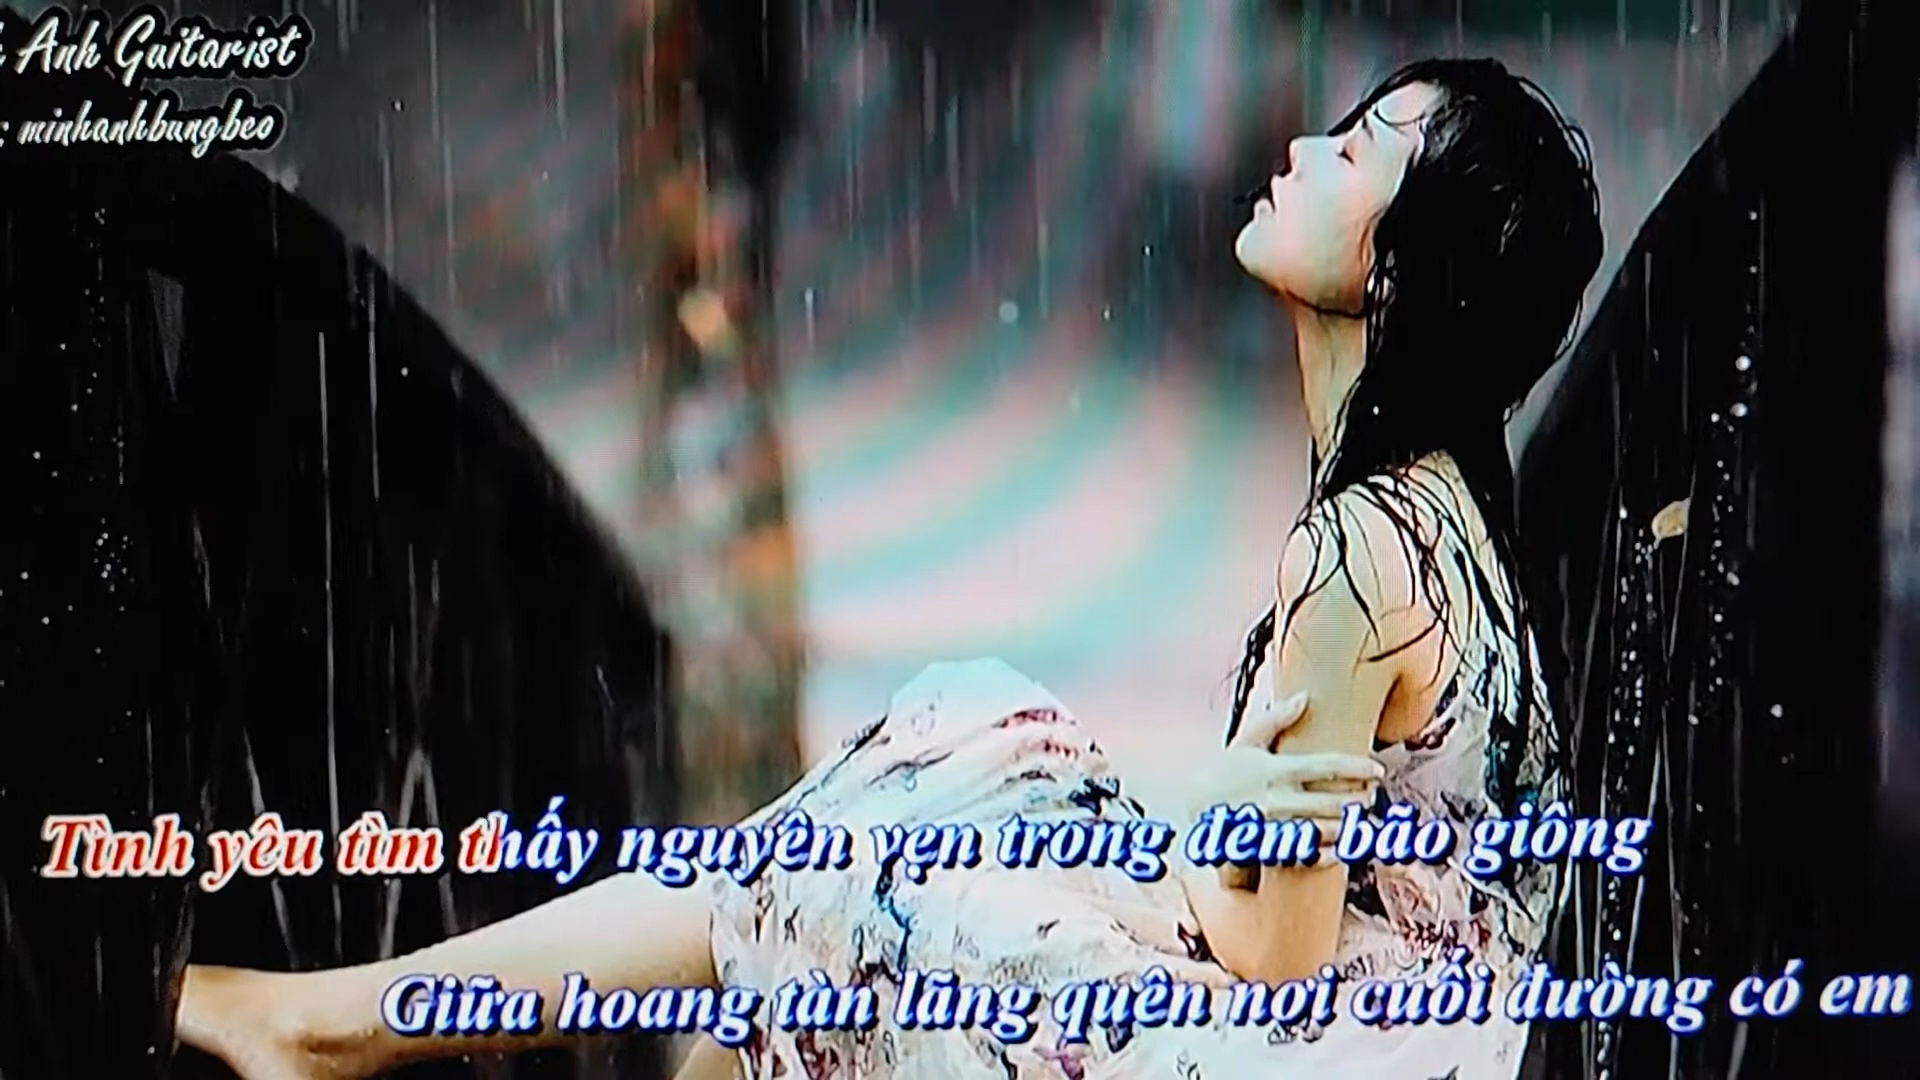 Anh Guitarist
: minhanhbungbeo
Tình yêu tìm thấy nguyên vẹn trong đêm bão giông
Giữa hoang tàn lãng quên nơi cuối đường có em